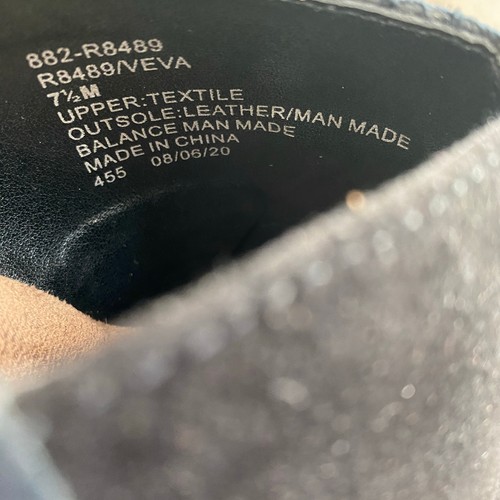 882-R8489
R8489/VEVA
7½M
UPPER:TEXTILE
OUTSOLE:LEATHER/MAN MADE
BALANCE MAN MADE
MADE IN CHINA
455 08/06/20